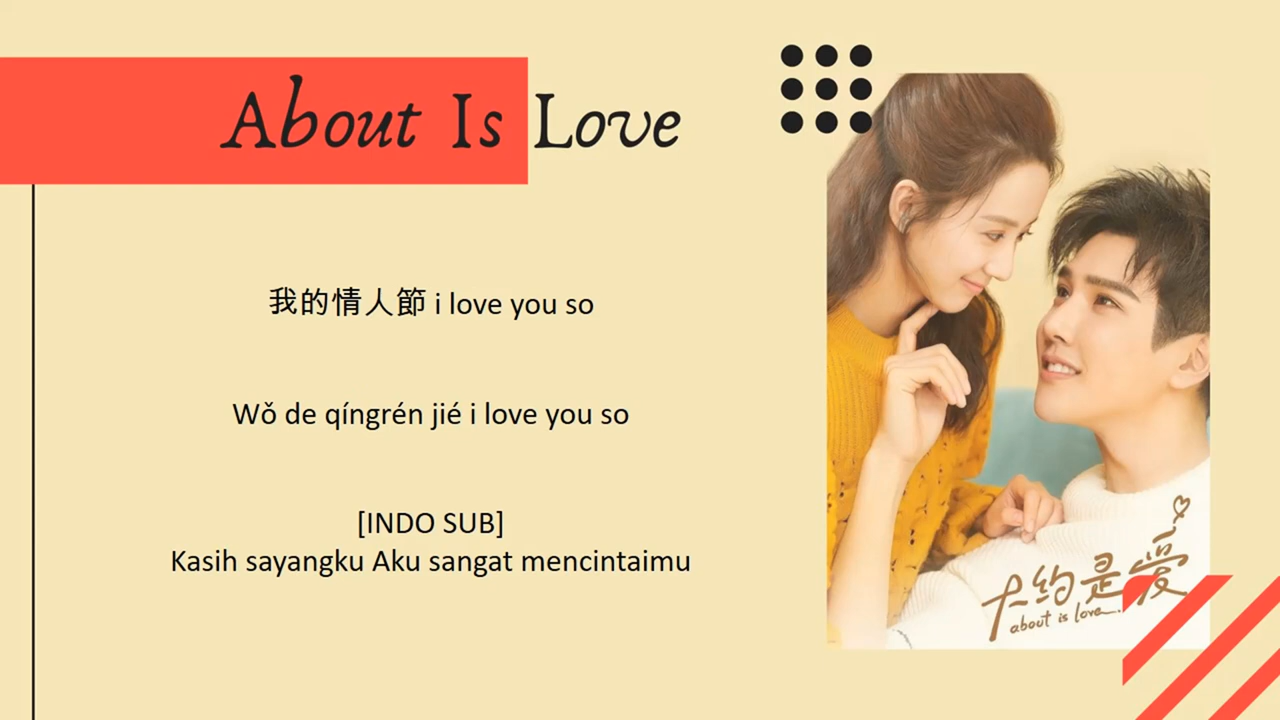 About Is Love
我的情人節 i love you so
Wǒ de qíngrén jié i love you so
[INDO SUB]
Kasih sayangku Aku sangat mencintaimu
大约是爱
about is love